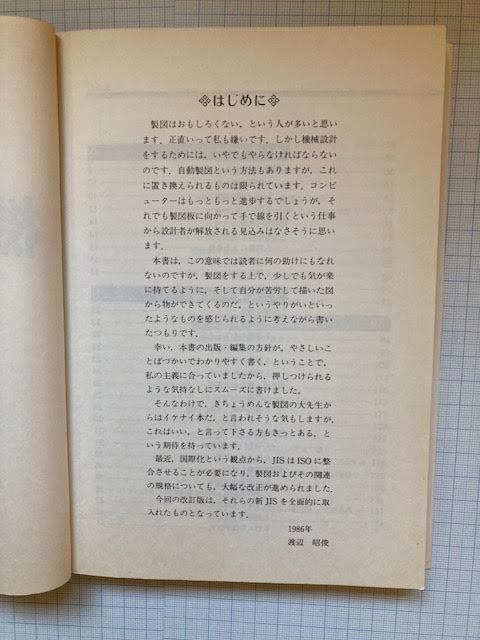 はじめに
製図はおもしろくない，という人が多いと思い
ます．正直いって私も嫌いです．しかし機械設計
をするためには，いやでもやらなければならない
のです．自動製図という方法もありますが，これ
に置き換えられるものは限られています．コンピ
ューターはもっともっと進歩するでしょうが，そ
れでも製図板に向かって手で線を引くという仕事
から設計者が解放される見込みはなさそうに思い
ます．
本書は，この意味では読者に何の助けにもなれ
ないのですが，製図をする上で，少しでも気が楽
に持てるように，そして自分が苦労して描いた図
から物ができてくるのだ，というやりがいといっ
たようなものを感じられるように考えながら書い
たつもりです．
幸い，本書の出版・編集の方針が，やさしいこ
とばづかいでわかりやすく書く，ということで，
私の主義に合っていましたから，押しつけられる
ような気持なしにスムーズに書けました．
そんなわけで，きちょうめんな製図の大先生か
らはイケナイ本だ，と言われそうな気もしますが，
これはいい，と言って下さる方もきっとある，と
いう期待を持っています．
最近，国際化という観点から，JISはISOに整
合させることが必要になり，製図およびその関連
の規格についても，大幅な改正が進められました．
今回の改訂版は，それらの新JISを全面的に取
入れたものとなっています．
1986年
渡辺　昭俊